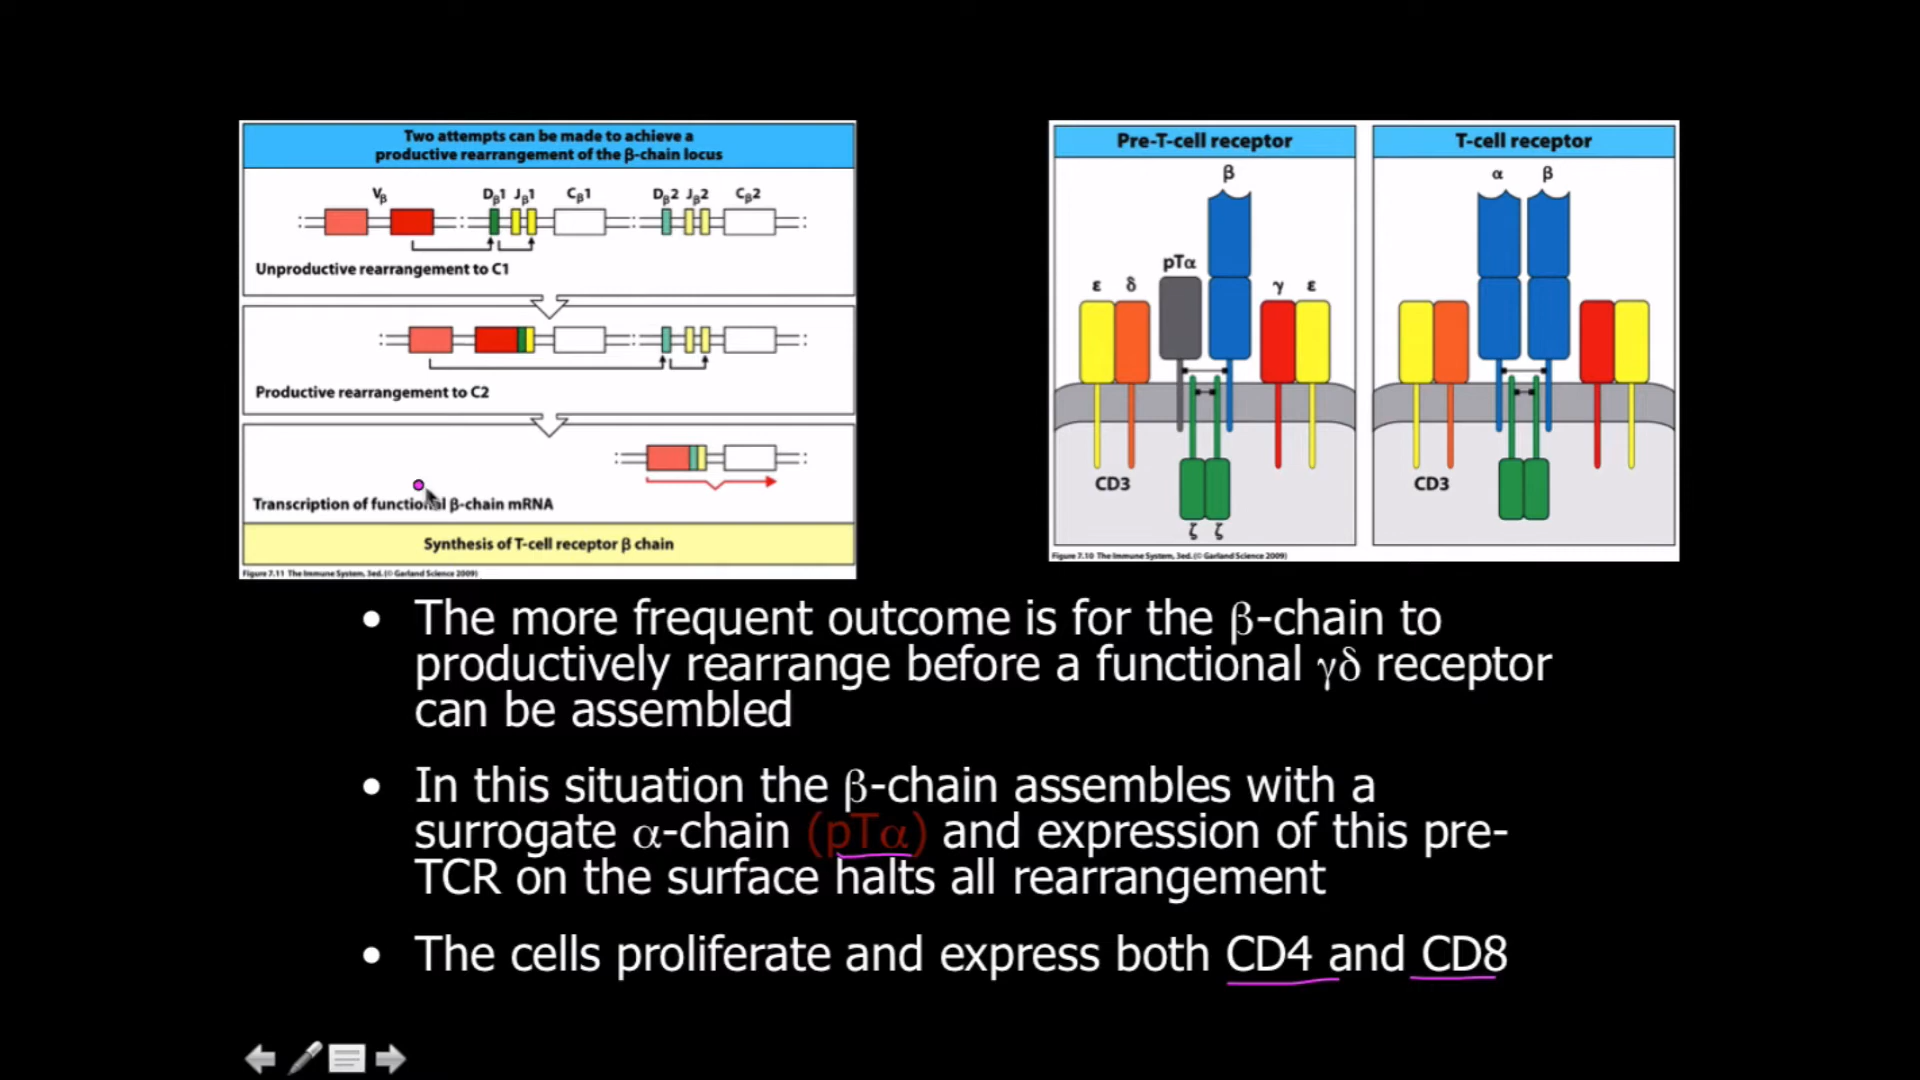 Two attempts can be made to achieve a
productive rearrangement of the β-chain locus
Vβ Dβ1 Jβ1 Cβ1 Dβ2 Jβ2 Cβ2
Unproductive rearrangement to C1
Productive rearrangement to C2
Transcription of functional β-chain mRNA
Synthesis of T-cell receptor β chain
Figure 7.11 The Immune System, 3ed. (© Garland Science 2009)
Pre-T-cell receptor
β
pTα
ε δ γ ε
CD3
ζ ζ
T-cell receptor
α β
CD3
Figure 7.10 The Immune System, 3ed. (© Garland Science 2009)
• The more frequent outcome is for the β-chain to
productively rearrange before a functional γδ receptor
can be assembled
• In this situation the β-chain assembles with a
surrogate α-chain (pTα) and expression of this pre-
TCR on the surface halts all rearrangement
• The cells proliferate and express both CD4 and CD8